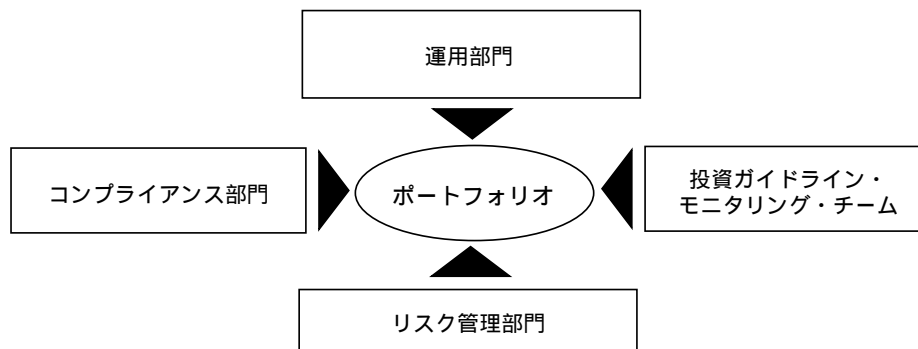 運用部門
コンプライアンス部門
ポートフォリオ
投資ガイドライン・
モニタリング・チーム
リスク管理部門